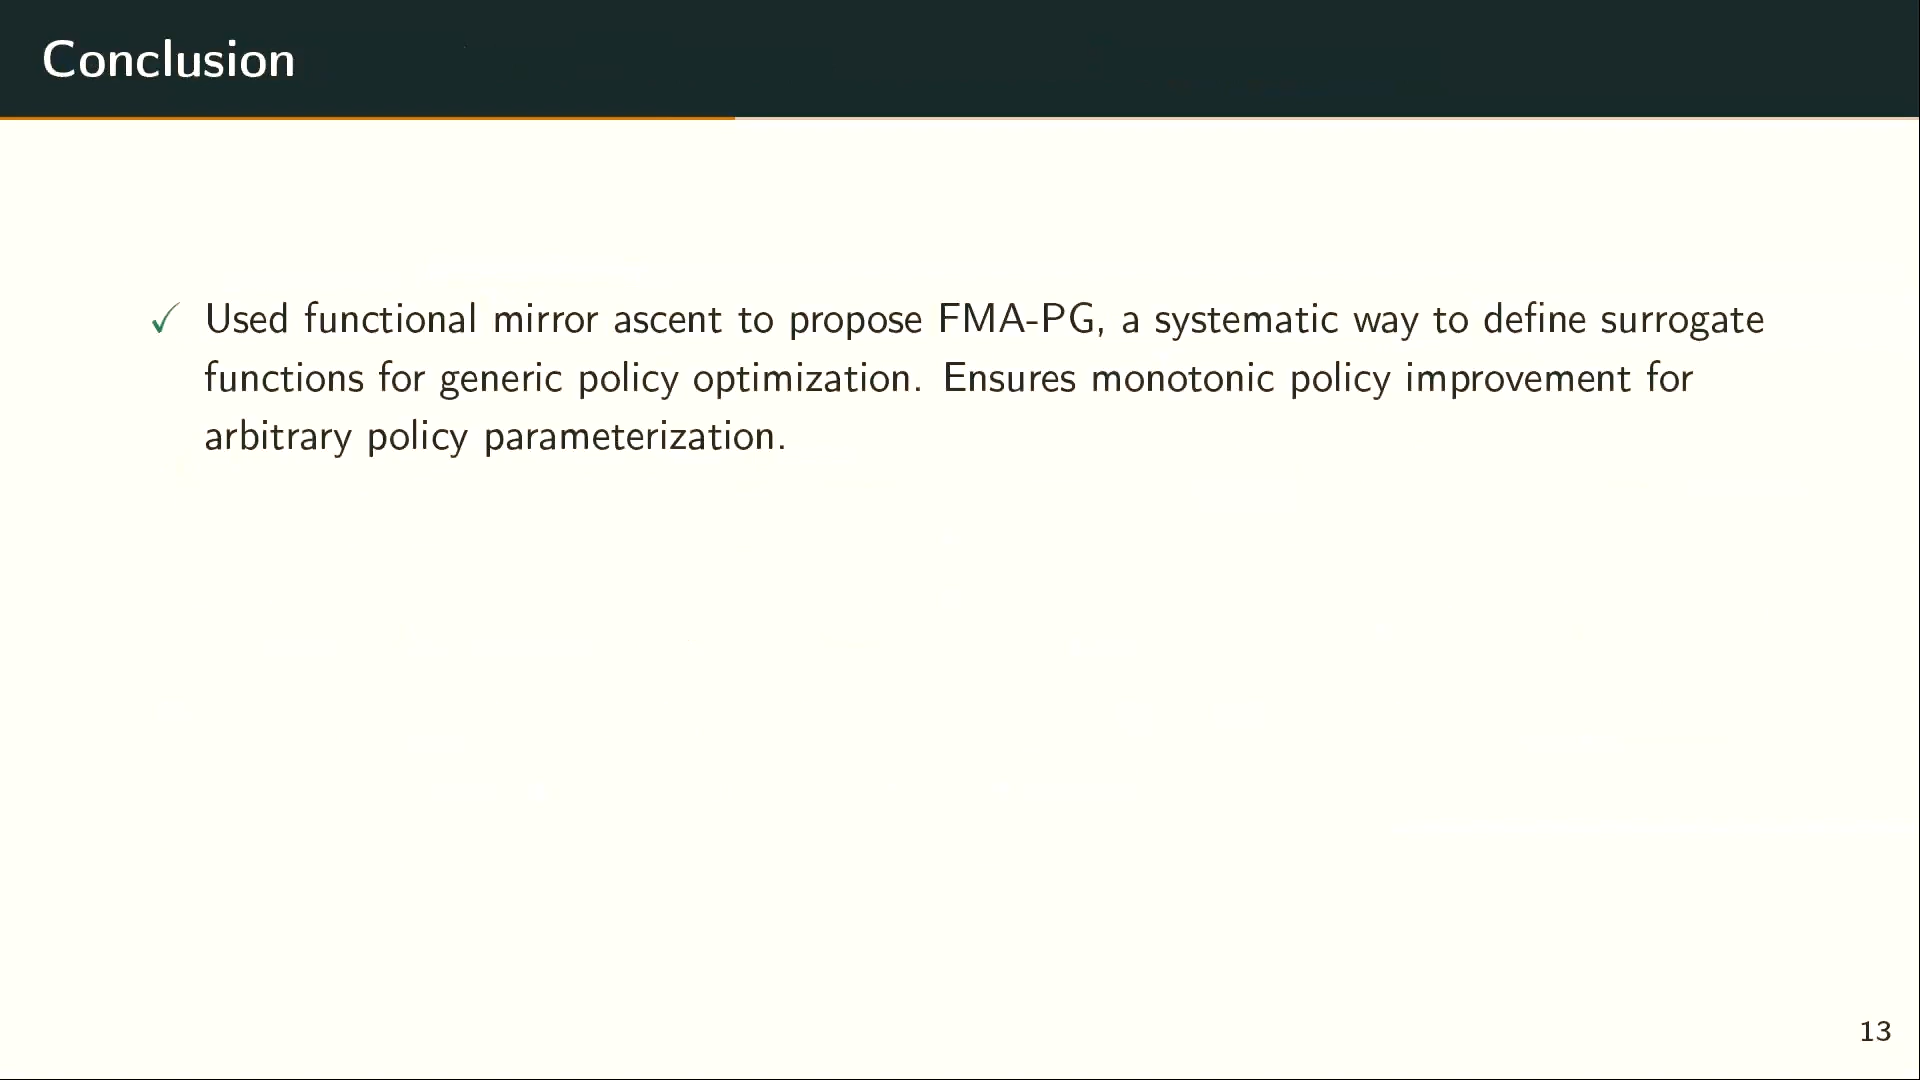 Conclusion
✓ Used functional mirror ascent to propose FMA-PG, a systematic way to define surrogate
functions for generic policy optimization. Ensures monotonic policy improvement for
arbitrary policy parameterization.
13